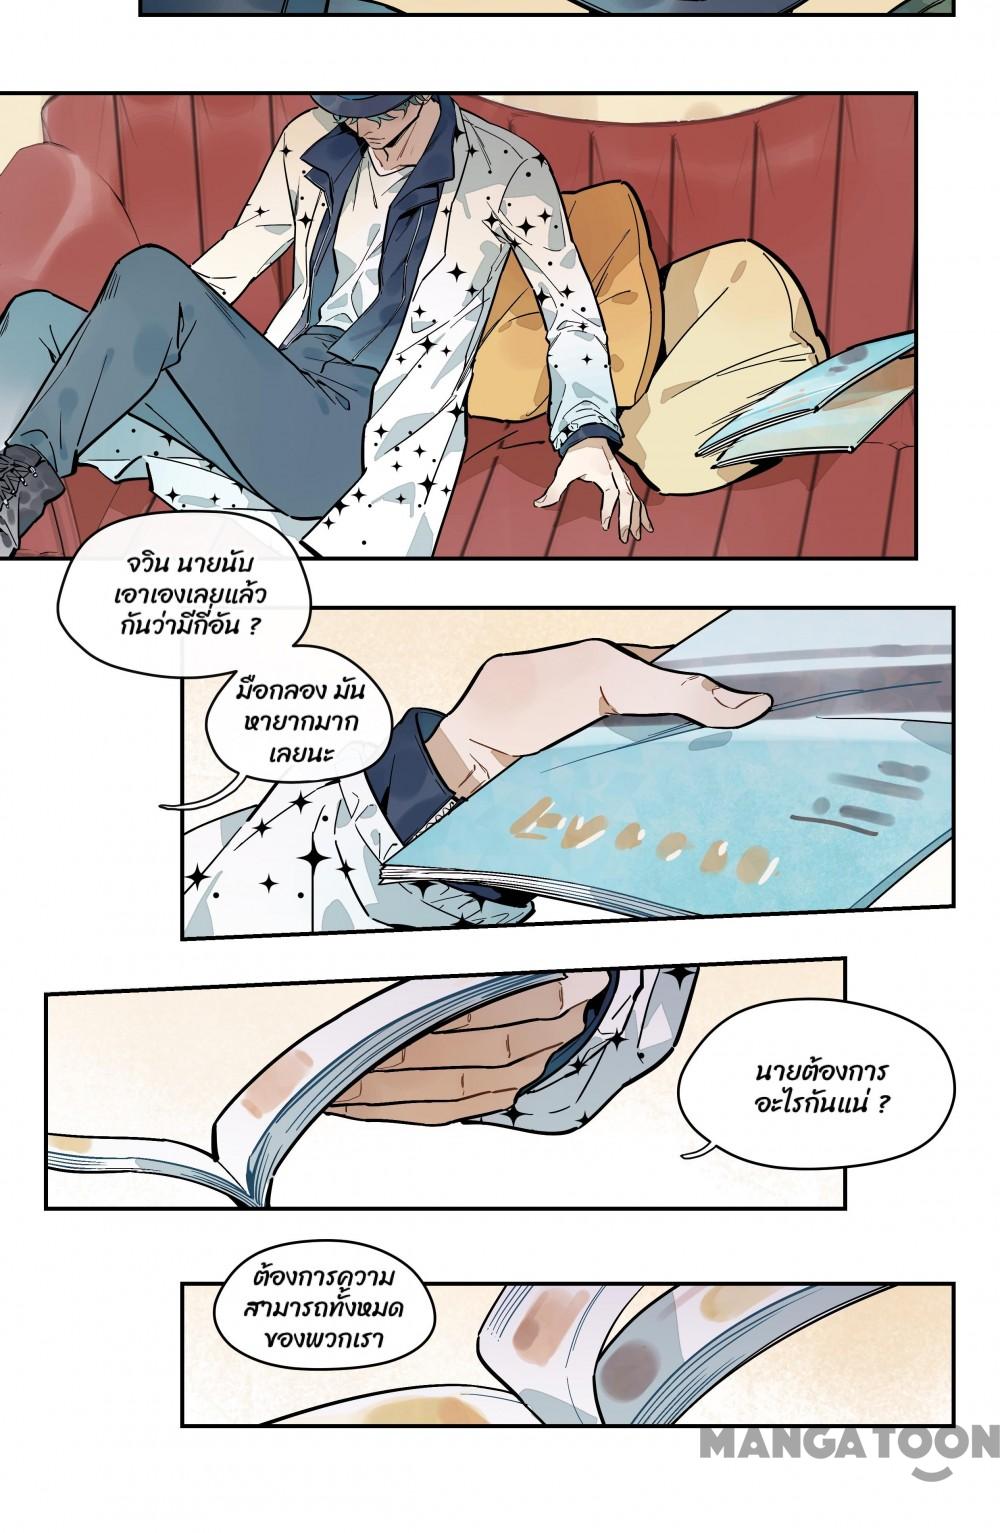 จวิน นายนับ
เอาเองเลยแล้ว
กันว่ามีกี่อัน ?
มือกลอง มัน
หายากมาก
เลยนะ
นายต้องการ
อะไรกันแน่ ?
ต้องการความ
สามารถทั้งหมด
ของพวกเรา
MANGATOON